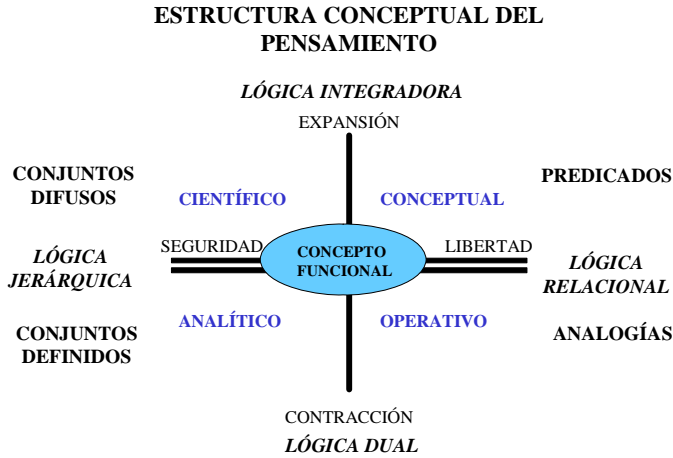 ESTRUCTURA CONCEPTUAL DEL
PENSAMIENTO
LÓGICA INTEGRADORA
EXPANSIÓN
CONJUNTOS
DIFUSOS
CIENTÍFICO
CONCEPTUAL
PREDICADOS
SEGURIDAD
CONCEPTO
FUNCIONAL
LIBERTAD
LÓGICA
JERÁRQUICA
LÓGICA
RELACIONAL
CONJUNTOS
DEFINIDOS
ANALÍTICO
OPERATIVO
ANALOGÍAS
CONTRACCIÓN
LÓGICA DUAL